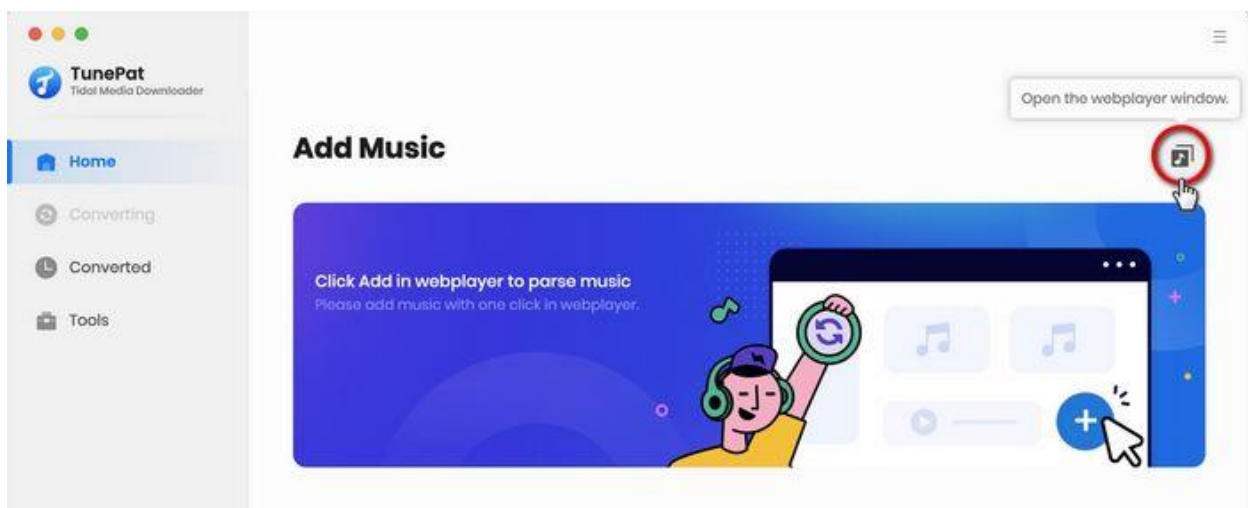 TunePat
Tidal Media Downloader
Open the webplayer window.
Home
Add Music
Converting
Converted
Tools
Click Add in webplayer to parse music
Please add music with one click in webplayer.